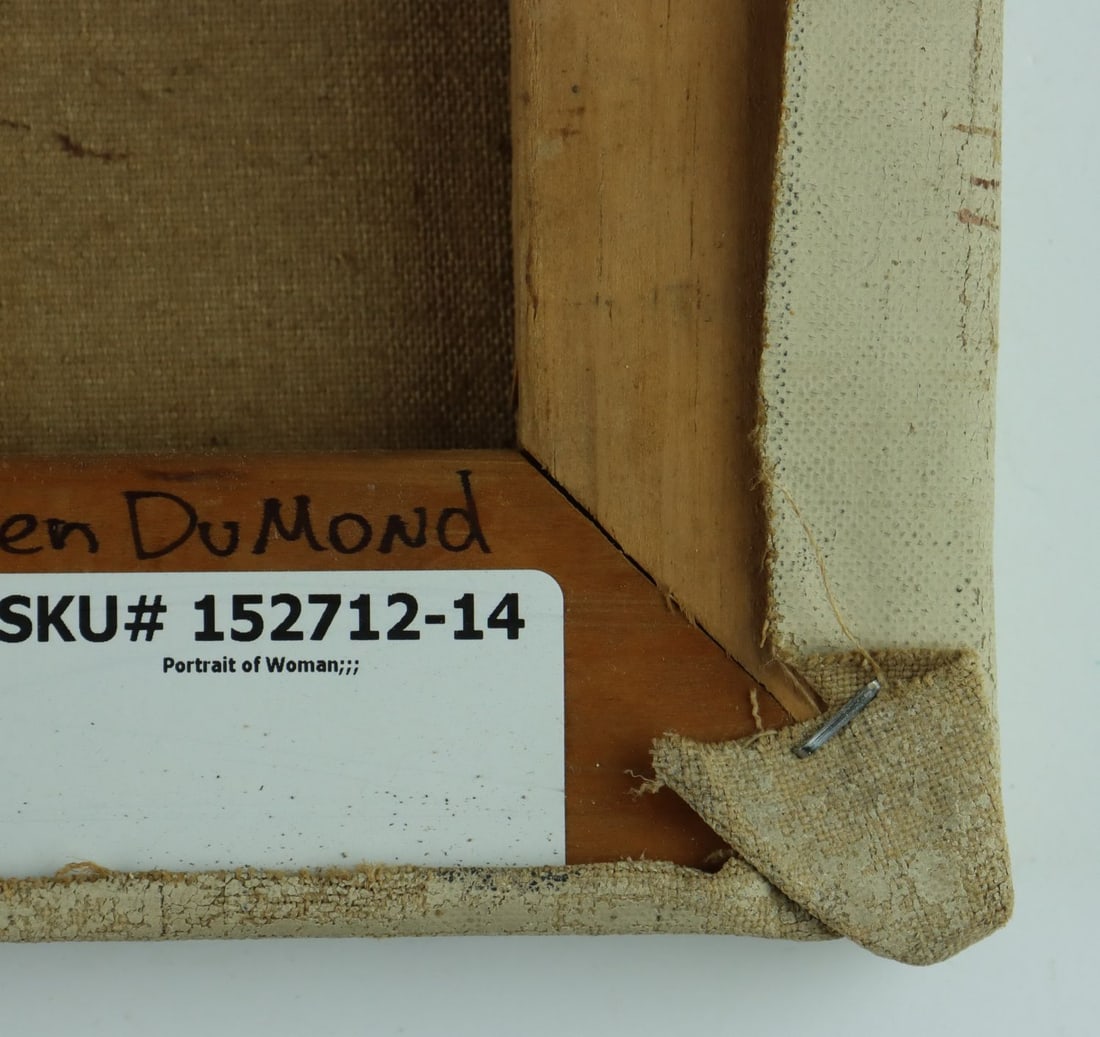 en DuMond
SKU# 152712-14
Portrait of Woman;;;